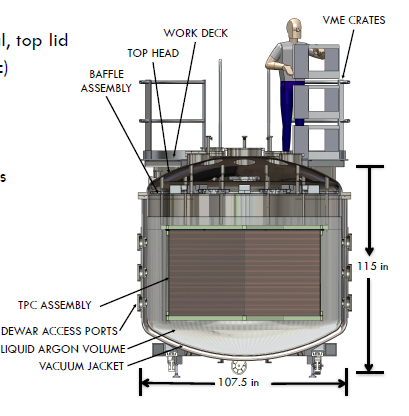 l, top lid
WORK DECK
VME CRATES
TOP HEAD
BAFFLE
ASSEMBLY
s
115 in
TPC ASSEMBLY
DEWAR ACCESS PORTS
LIQUID ARGON VOLUME
VACUUM JACKET
107.5 in